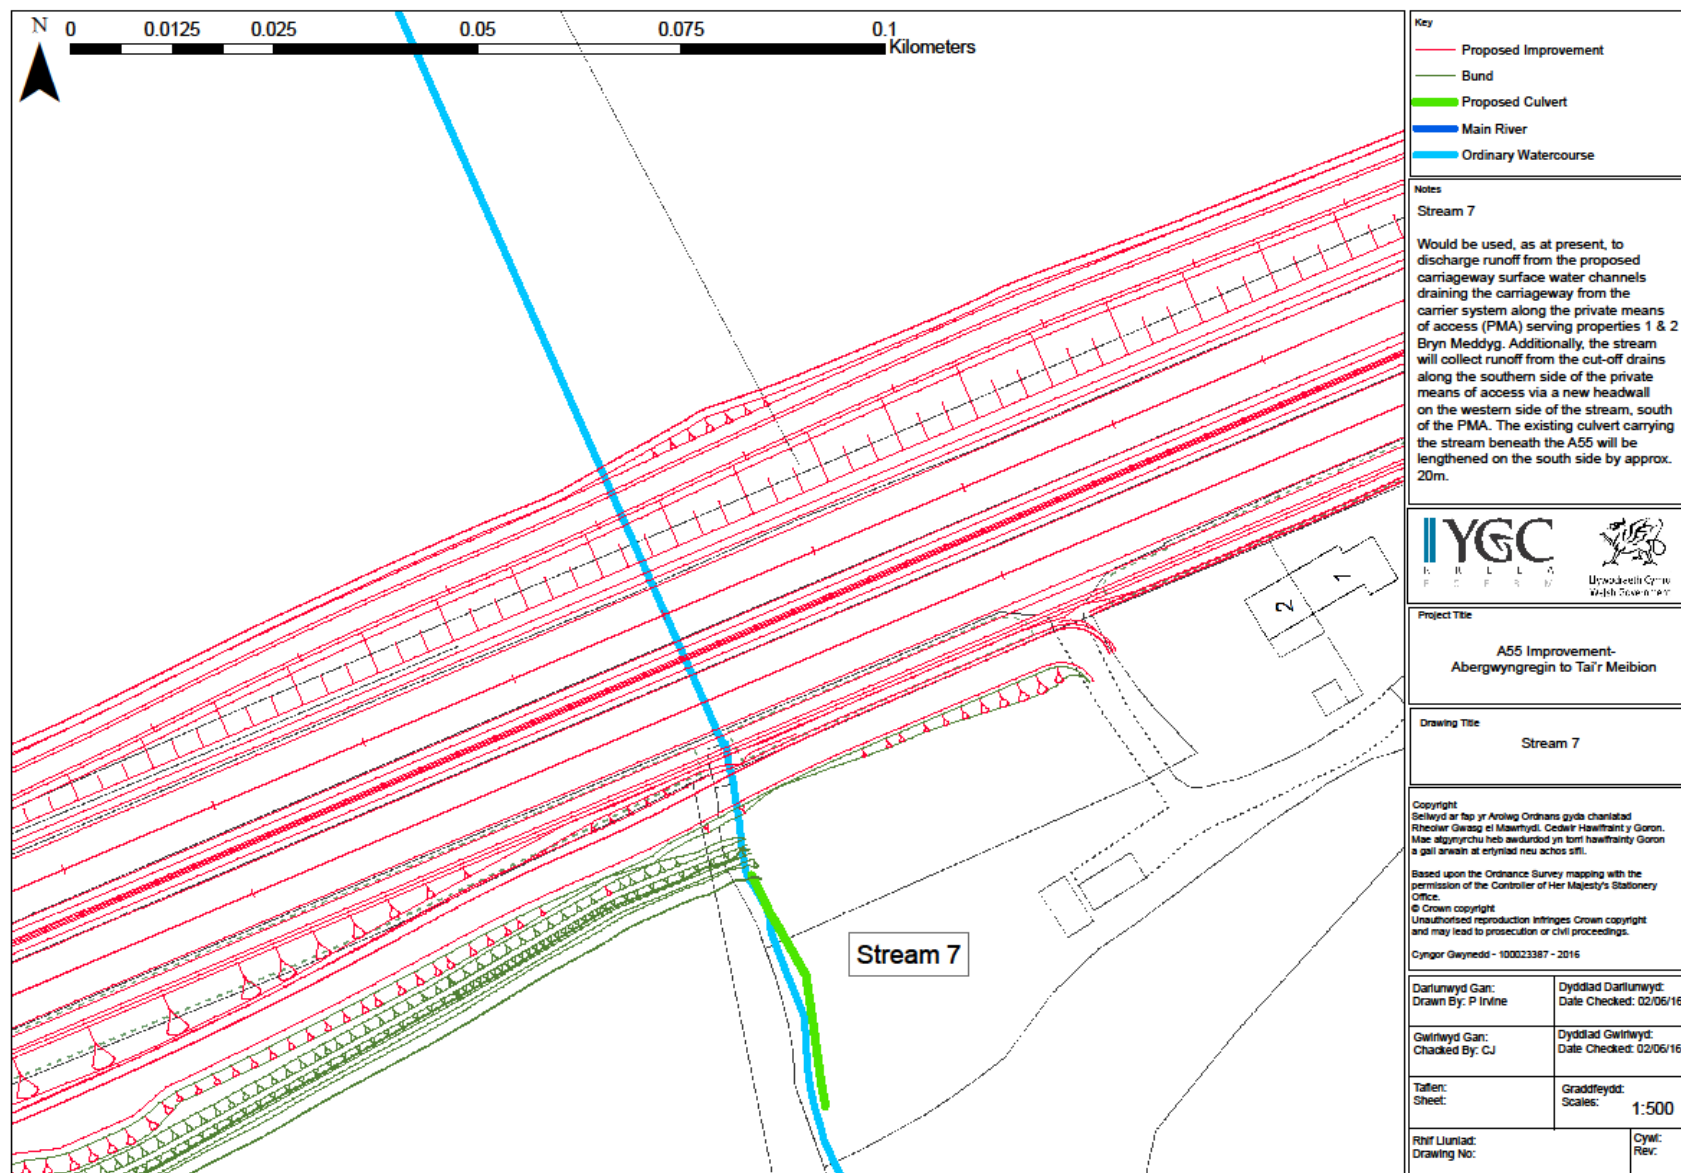 N
0 0.0125 0.025 0.05 0.075 0.1
Kilometers
2
1
Stream 7
Key
Proposed Improvement
Bund
Proposed Culvert
Main River
Ordinary Watercourse
Notes
Stream 7
Would be used, as at present, to
discharge runoff from the proposed
carriageway surface water channels
draining the carriageway from the
carrier system along the private means
of access (PMA) serving properties 1 & 2
Bryn Meddyg. Additionally, the stream
will collect runoff from the cut-off drains
along the southern side of the private
means of access via a new headwall
on the western side of the stream, south
of the PMA. The existing culvert carrying
the stream beneath the A55 will be
lengthened on the south side by approx.
20m.
YGC
Llywodraeth Cymru
Welsh Government
Project Title
A55 Improvement-
Abergwyngregin to Tai'r Meibion
Drawing Title
Stream 7
Copyright
Seiliwyd ar fap yr Arolwg Ordnans gyda chaniatad
Rheolwr Gwasg ei Mawrhydi. Cedwir Hawlfraint y Goron.
Mae atgynyrchu heb awdurdod yn torri hawlfrainty Goron
a gall arwain at erlyniad neu achos sifil.
Based upon the Ordnance Survey mapping with the
permission of the Controller of Her Majesty's Stationery
Office.
© Crown copyright
Unauthorised reproduction infringes Crown copyright
and may lead to prosecution or civil proceedings.
Cyngor Gwynedd - 100023387 - 2016
Darlunwyd Gan:
Drawn By: P Irvine
Dyddiad Darlunwyd:
Date Checked: 02/06/16
Gwiriwyd Gan:
Chacked By: CJ
Dyddiad Gwiriwyd:
Date Checked: 02/06/16
Taflen:
Sheet:
Graddfeydd:
Scales: 1:500
Rhif Lluniad:
Drawing No:
Cywi:
Rev: